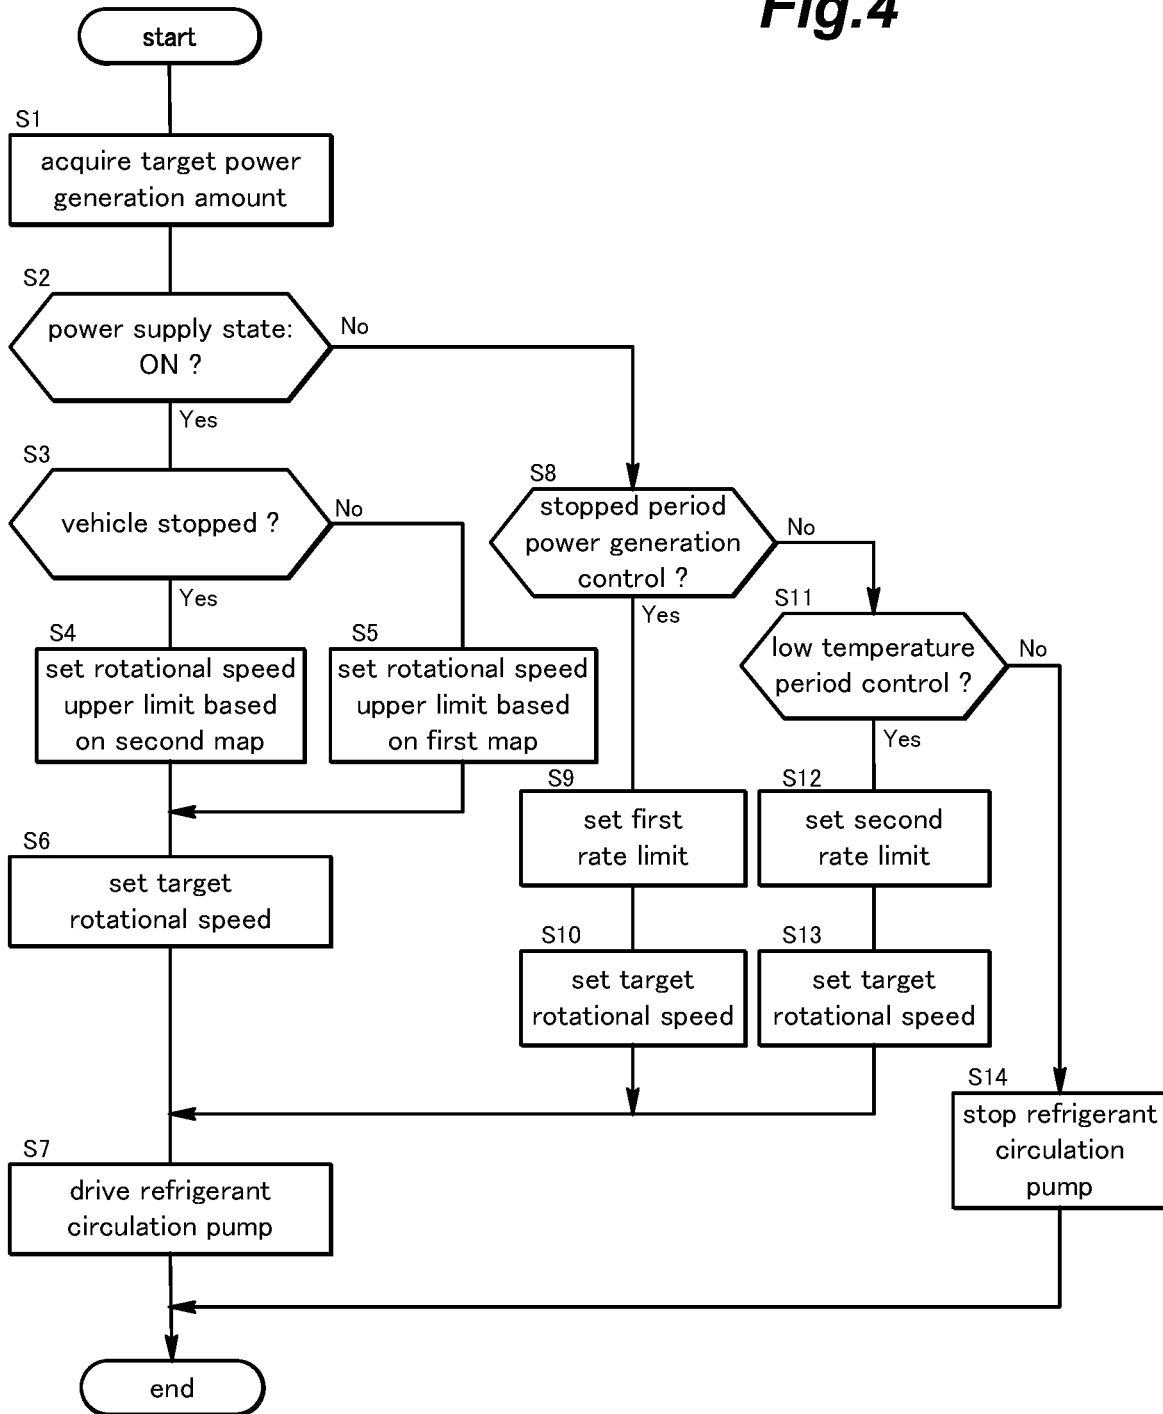 Fig.4
start
S1
acquire target power
generation amount
S2
power supply state:
ON ?
No
Yes
S3
vehicle stopped ?
No
Yes
S4
set rotational speed
upper limit based
on second map
S5
set rotational speed
upper limit based
on first map
S6
set target
rotational speed
S7
drive refrigerant
circulation pump
S8
stopped period
power generation
control ?
No
Yes
S9
set first
rate limit
S10
set target
rotational speed
S11
low temperature
period control ?
No
Yes
S12
set second
rate limit
S13
set target
rotational speed
S14
stop refrigerant
circulation
pump
end